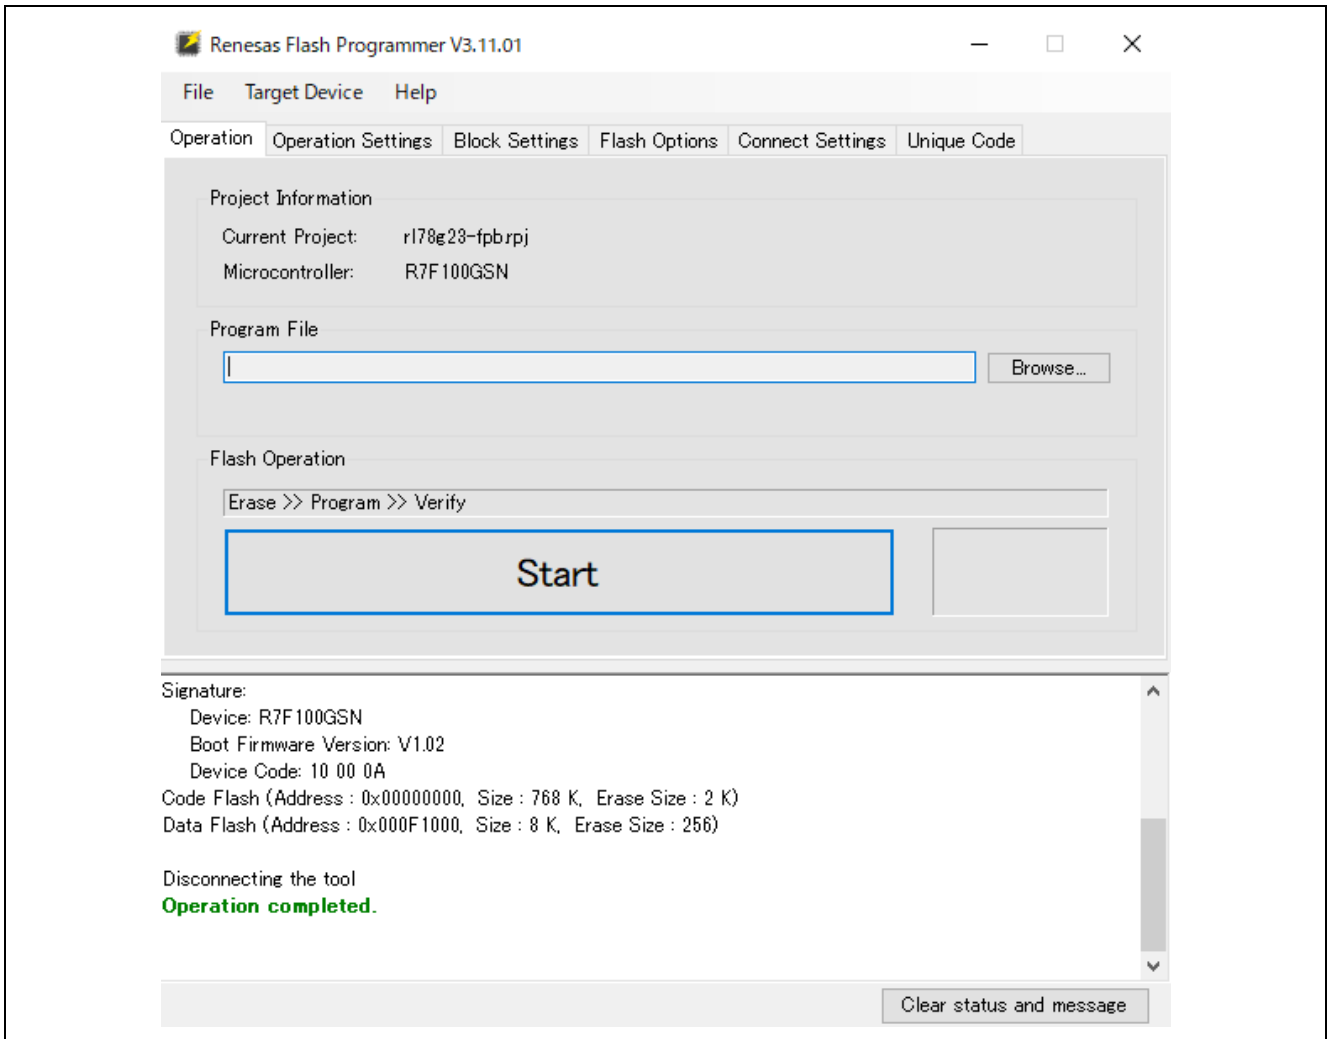 Renesas Flash Programmer V3.11.01
File Target Device Help
Operation Operation Settings Block Settings Flash Options Connect Settings Unique Code
Project Information
Current Project: rl78g23-fpb.rpj
Microcontroller: R7F100GSN
Program File
Browse...
Flash Operation
Erase >> Program >> Verify
Start
Signature:
Device: R7F100GSN
Boot Firmware Version: V1.02
Device Code: 10 00 0A
Code Flash (Address : 0x00000000, Size : 768 K, Erase Size : 2 K)
Data Flash (Address : 0x000F1000, Size : 8 K, Erase Size : 256)
Disconnecting the tool
Operation completed.
Clear status and message